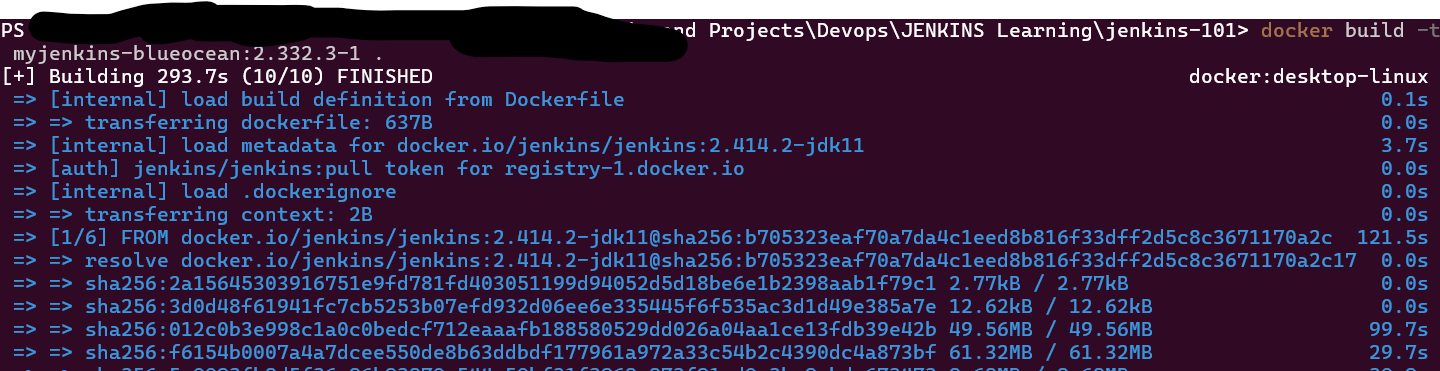 PS nd Projects\Devops\JENKINS Learning\jenkins-101> docker build -t
myjenkins-blueocean:2.332.3-1 .
[+] Building 293.7s (10/10) FINISHED docker:desktop-linux
=> [internal] load build definition from Dockerfile 0.1s
=> => transferring dockerfile: 637B 0.0s
=> [internal] load metadata for docker.io/jenkins/jenkins:2.414.2-jdk11 3.7s
=> [auth] jenkins/jenkins:pull token for registry-1.docker.io 0.0s
=> [internal] load .dockerignore 0.0s
=> => transferring context: 2B 0.0s
=> [1/6] FROM docker.io/jenkins/jenkins:2.414.2-jdk11@sha256:b705323eaf70a7da4c1eed8b816f33dff2d5c8c3671170a2c 121.5s
=> => resolve docker.io/jenkins/jenkins:2.414.2-jdk11@sha256:b705323eaf70a7da4c1eed8b816f33dff2d5c8c3671170a2c17 0.0s
=> => sha256:2a15645303916751e9fd781fd403051199d94052d5d18be6e1b2398aab1f79c1 2.77kB / 2.77kB 0.0s
=> => sha256:3d0d48f61941fc7cb5253b07efd932d06ee6e335445f6f535ac3d1d49e385a7e 12.62kB / 12.62kB 0.0s
=> => sha256:012c0b3e998c1a0c0bedcf712eaaafb188580529dd026a04aa1ce13fdb39e42b 49.56MB / 49.56MB 99.7s
=> => sha256:f6154b0007a4a7dcee550de8b63ddbdf177961a972a33c54b2c4390dc4a873bf 61.32MB / 61.32MB 29.7s